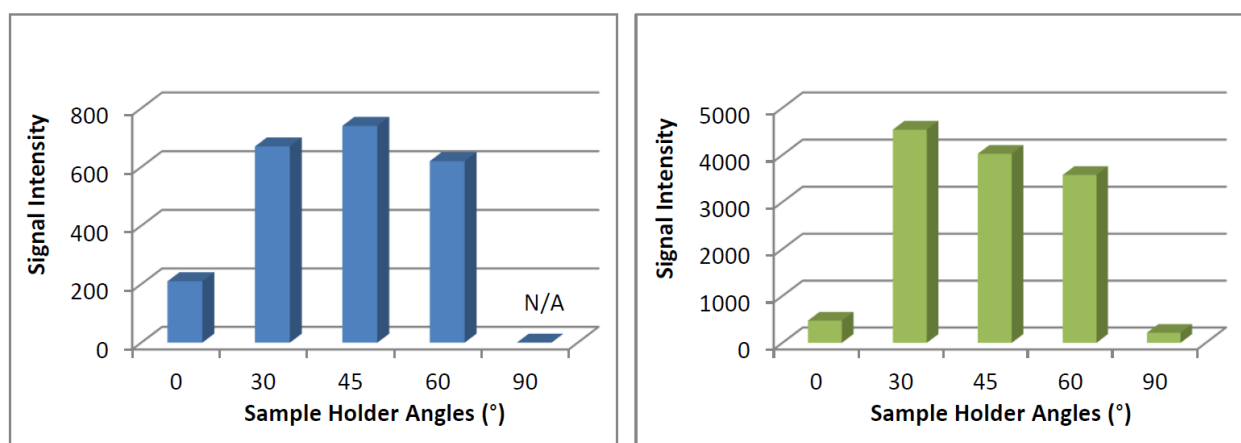 Signal Intensity
800
600
400
200
0
N/A
0 30 45 60 90
Sample Holder Angles (°)
Signal Intensity
5000
4000
3000
2000
1000
0
0 30 45 60 90
Sample Holder Angles (°)